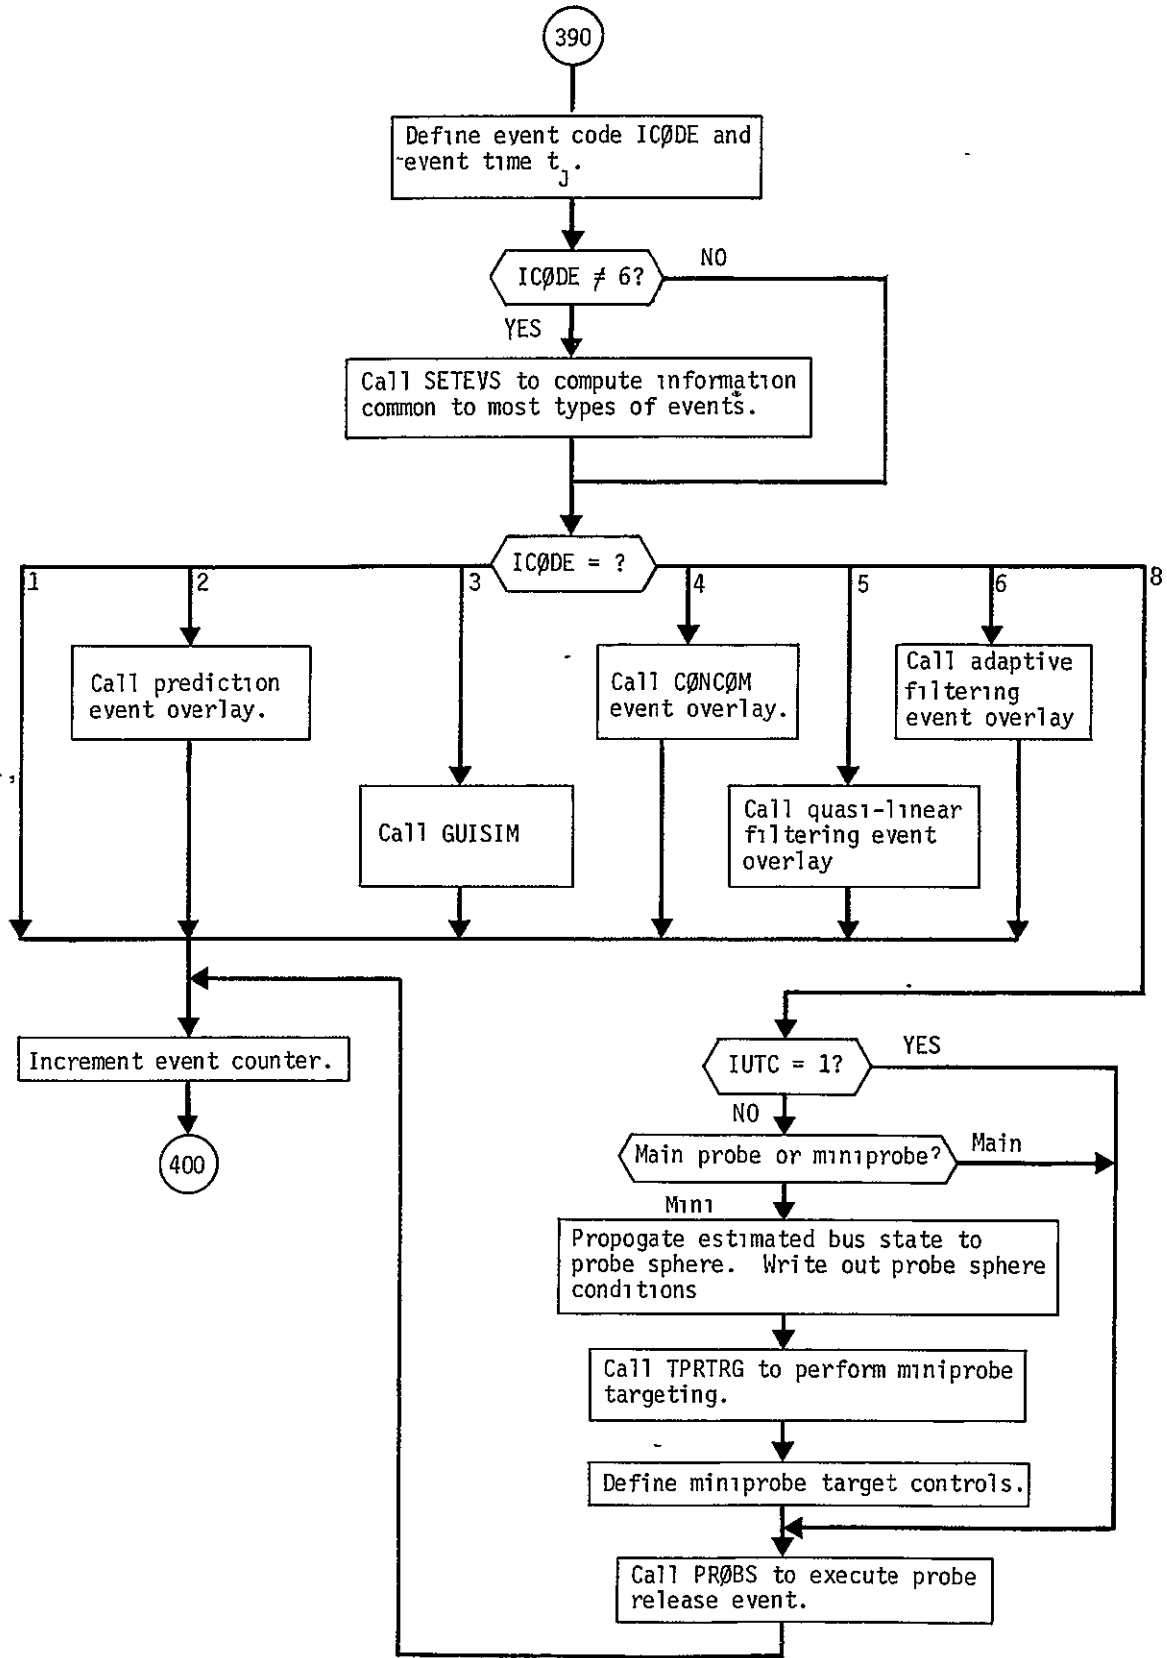 390
Define event code ICØDE and
event time tJ.
ICØDE ≠ 6?
NO
YES
Call SETEVS to compute information
common to most types of events.*
ICØDE = ?
1
2
3
4
5
6
8
Call prediction
event overlay.
Call CØNCØM
event overlay.
Call adaptive
filtering
event overlay
Call GUISIM
Call quasi-linear
filtering event
overlay
Increment event counter.
400
IUTC = 1?
YES
NO
Main probe or miniprobe?
Main
Mini
Propogate estimated bus state to
probe sphere. Write out probe sphere
conditions
Call TPRTRG to perform miniprobe
targeting.
Define miniprobe target controls.
Call PRØBS to execute probe
release event.